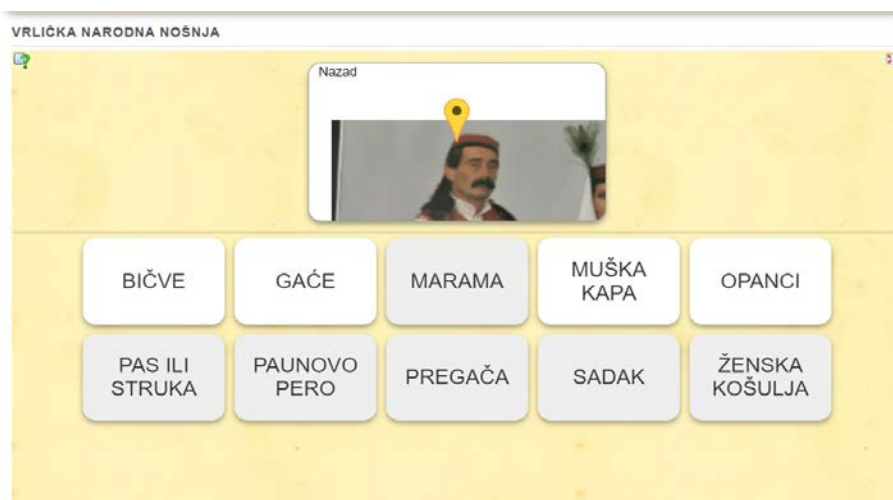 VRLIČKA NARODNA NOŠNJA
Nazad
BIČVE
GAĆE
MARAMA
MUŠKA
KAPA
OPANCI
PAS ILI
STRUKA
PAUNOVO
PERO
PREGAČA
SADAK
ŽENSKA
KOŠULJA